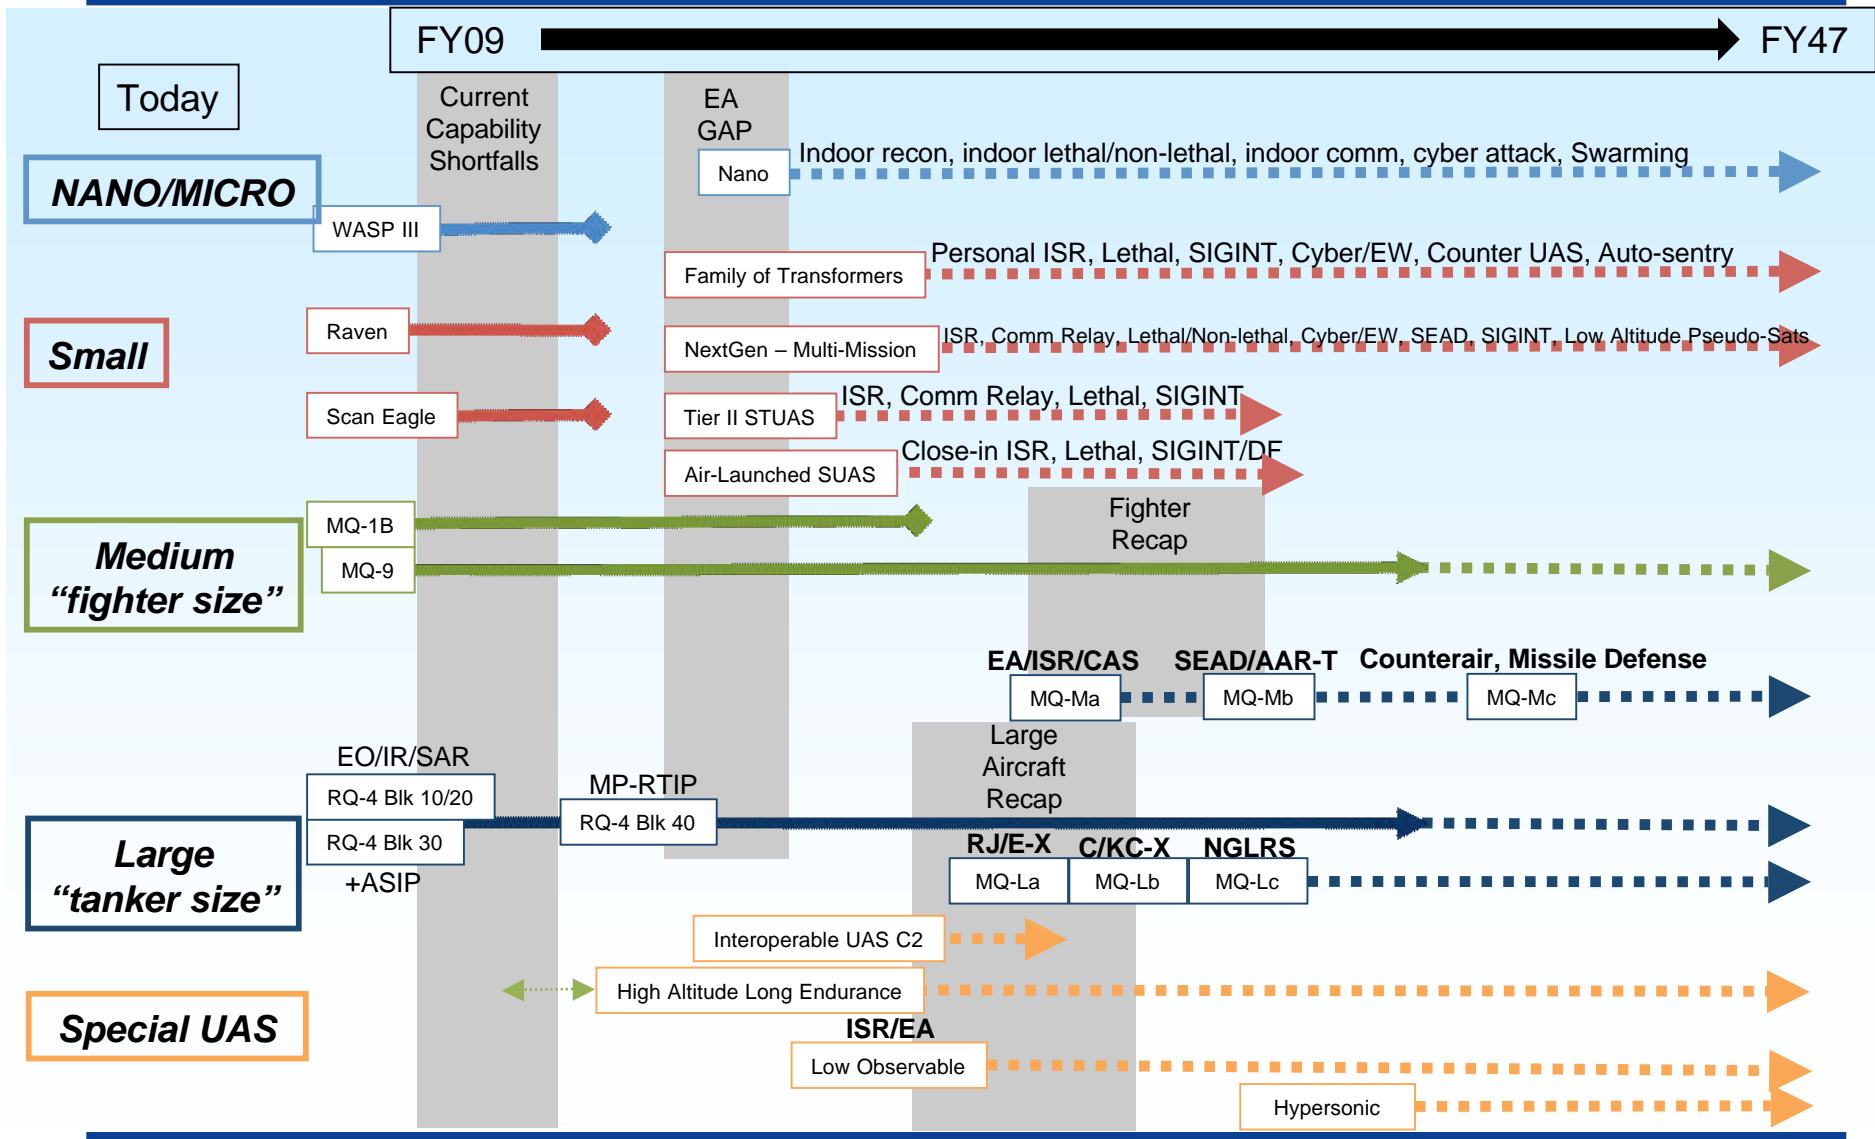 FY09
FY47
Today
Current
Capability
Shortfalls
EA
GAP
NANO/MICRO
Nano
Indoor recon, indoor lethal/non-lethal, indoor comm, cyber attack, Swarming
WASP III
Family of Transformers
Personal ISR, Lethal, SIGINT, Cyber/EW, Counter UAS, Auto-sentry
Small
Raven
NextGen – Multi-Mission
ISR, Comm Relay, Lethal/Non-lethal, Cyber/EW, SEAD, SIGINT, Low Altitude Pseudo-Sats
Scan Eagle
Tier II STUAS
ISR, Comm Relay, Lethal, SIGINT
Air-Launched SUAS
Close-in ISR, Lethal, SIGINT/DF
Medium
“fighter size”
MQ-1B
MQ-9
Fighter
Recap
EA/ISR/CAS
SEAD/AAR-T
Counterair, Missile Defense
MQ-Ma
MQ-Mb
MQ-Mc
Large
Aircraft
Recap
Large
“tanker size”
EO/IR/SAR
RQ-4 Blk 10/20
RQ-4 Blk 30
+ASIP
MP-RTIP
RQ-4 Blk 40
RJ/E-X
C/KC-X
NGLRS
MQ-La
MQ-Lb
MQ-Lc
Special UAS
Interoperable UAS C2
High Altitude Long Endurance
ISR/EA
Low Observable
Hypersonic